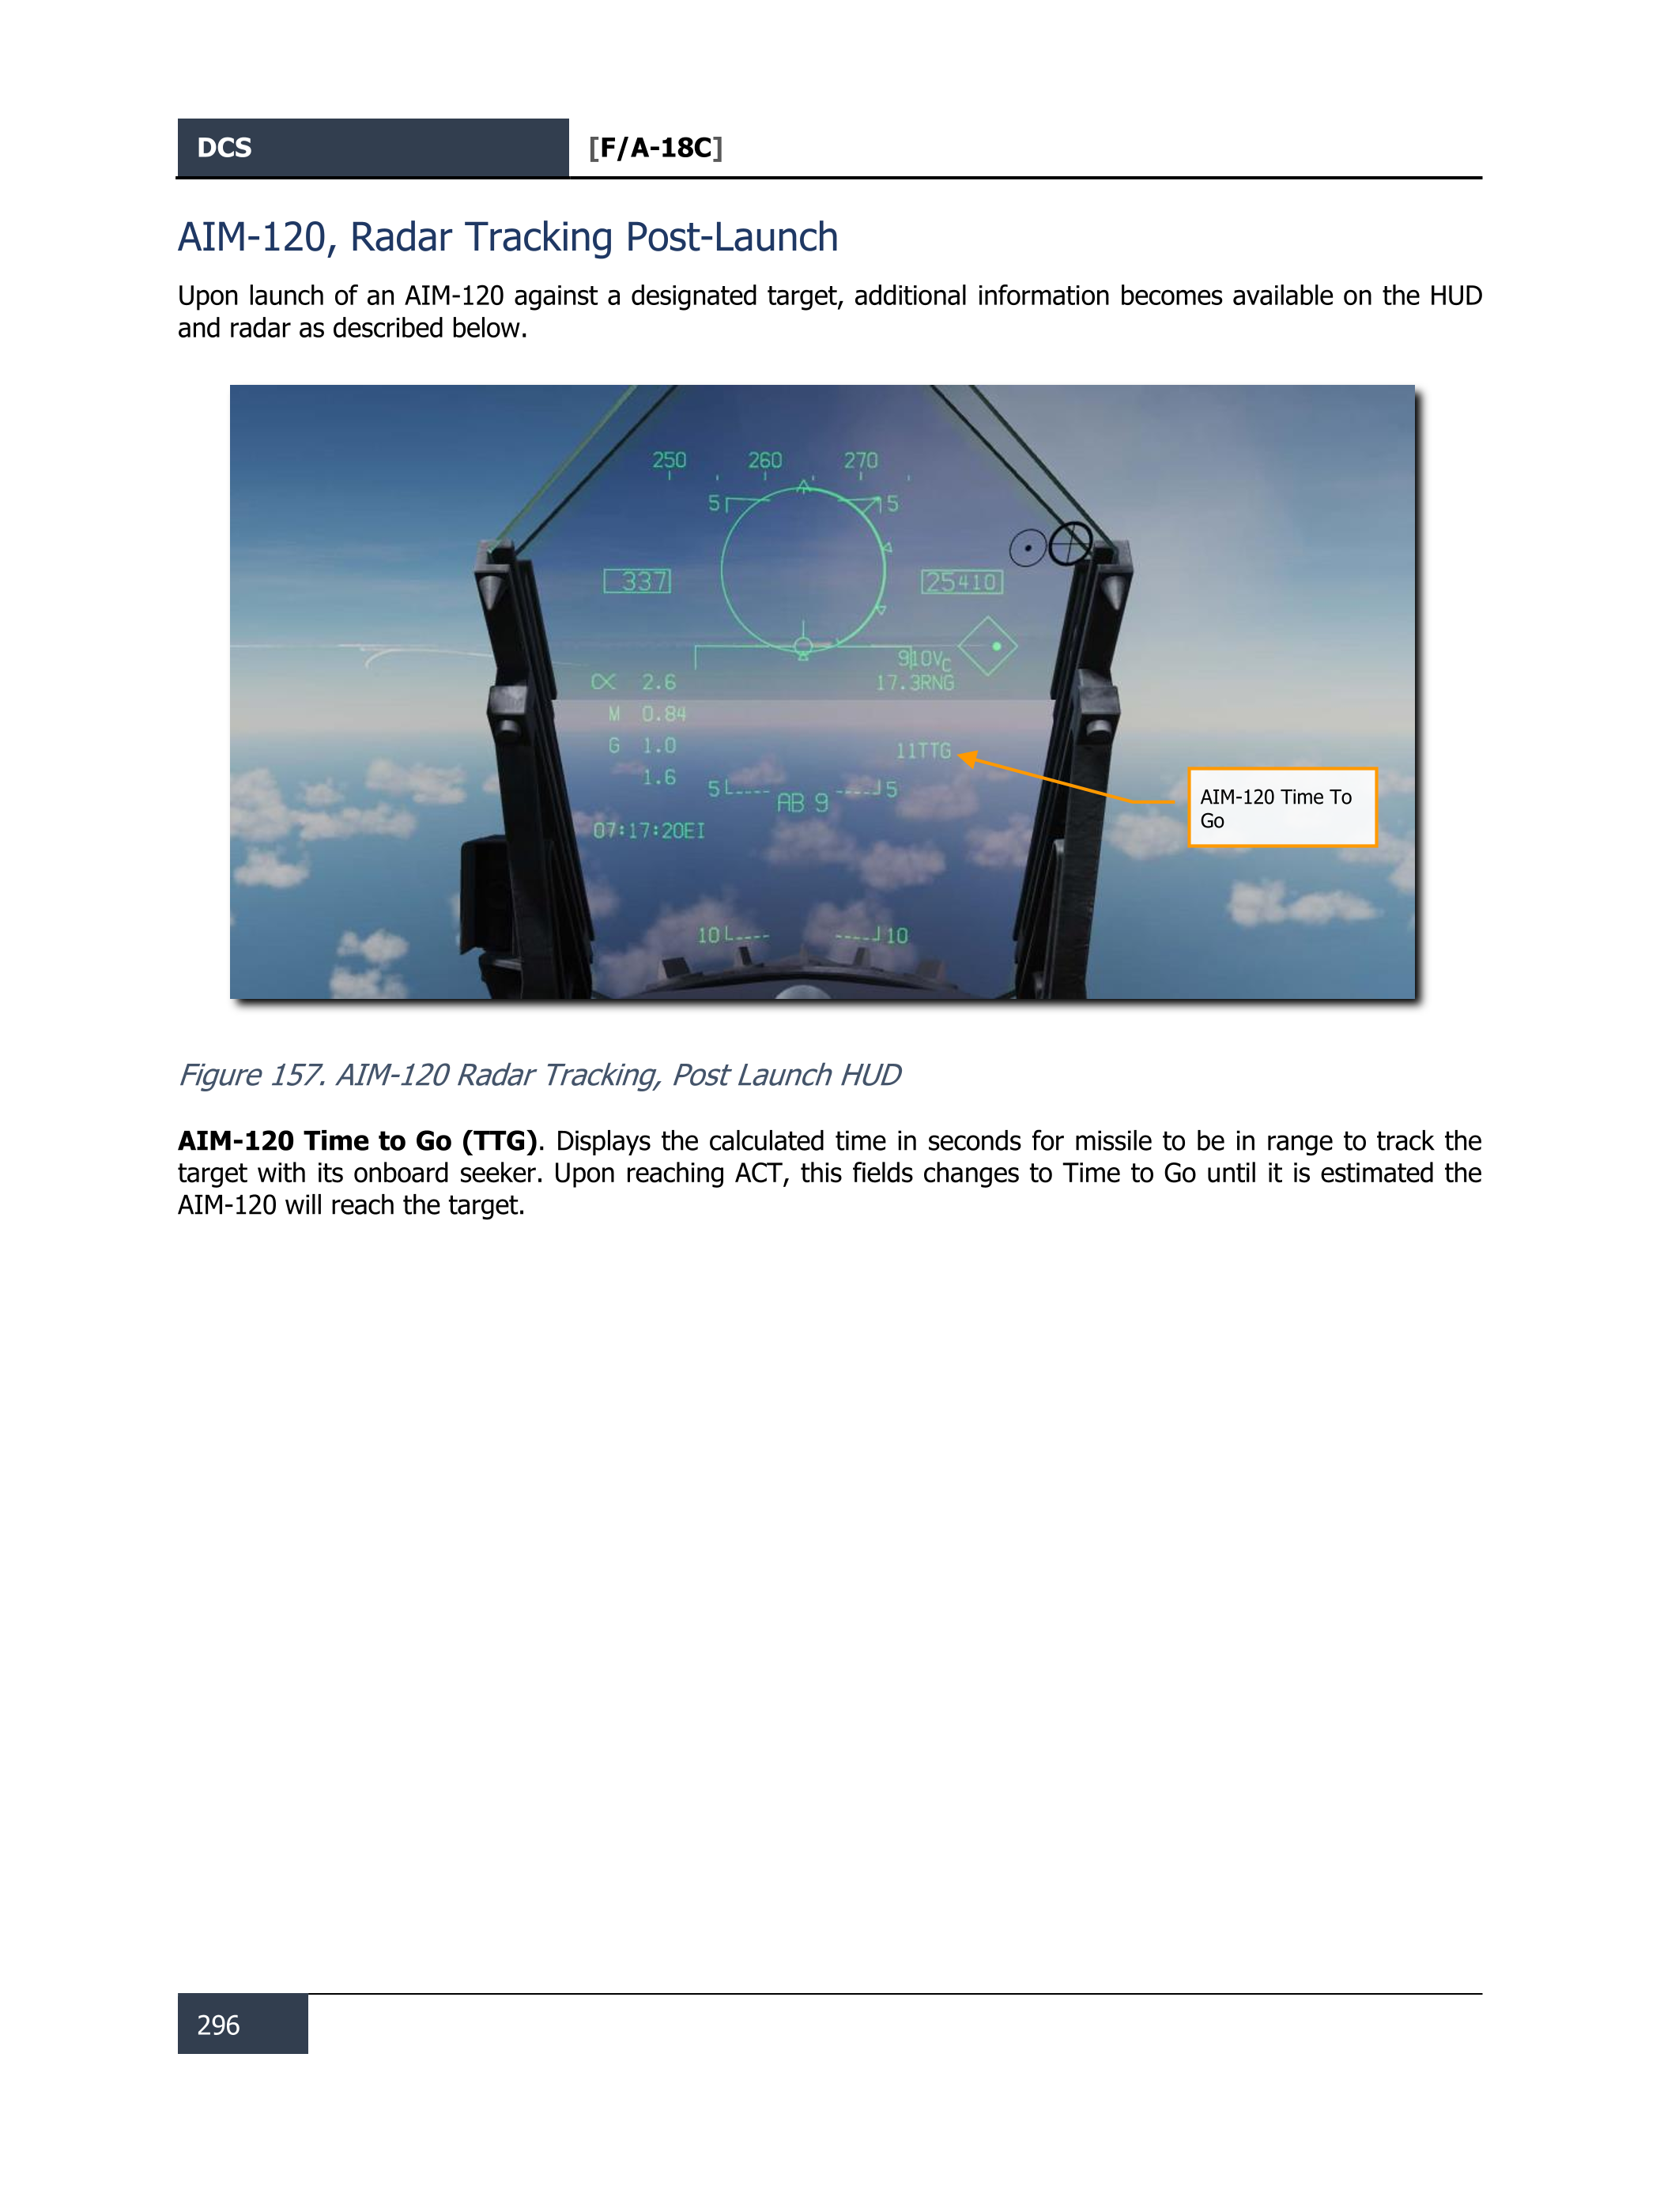 DCS [F/A-18C]
AIM-120, Radar Tracking Post-Launch
Upon launch of an AIM-120 against a designated target, additional information becomes available on the HUD
and radar as described below.
250 260 270
5 5
337 25410
910Vc
α 2.6 17.3RNG
M 0.84
G 1.0 11TTG
1.6
5 AB 9 5
07:17:20EI
10 10
AIM-120 Time To
Go
Figure 157. AIM-120 Radar Tracking, Post Launch HUD
AIM-120 Time to Go (TTG). Displays the calculated time in seconds for missile to be in range to track the
target with its onboard seeker. Upon reaching ACT, this fields changes to Time to Go until it is estimated the
AIM-120 will reach the target.
296